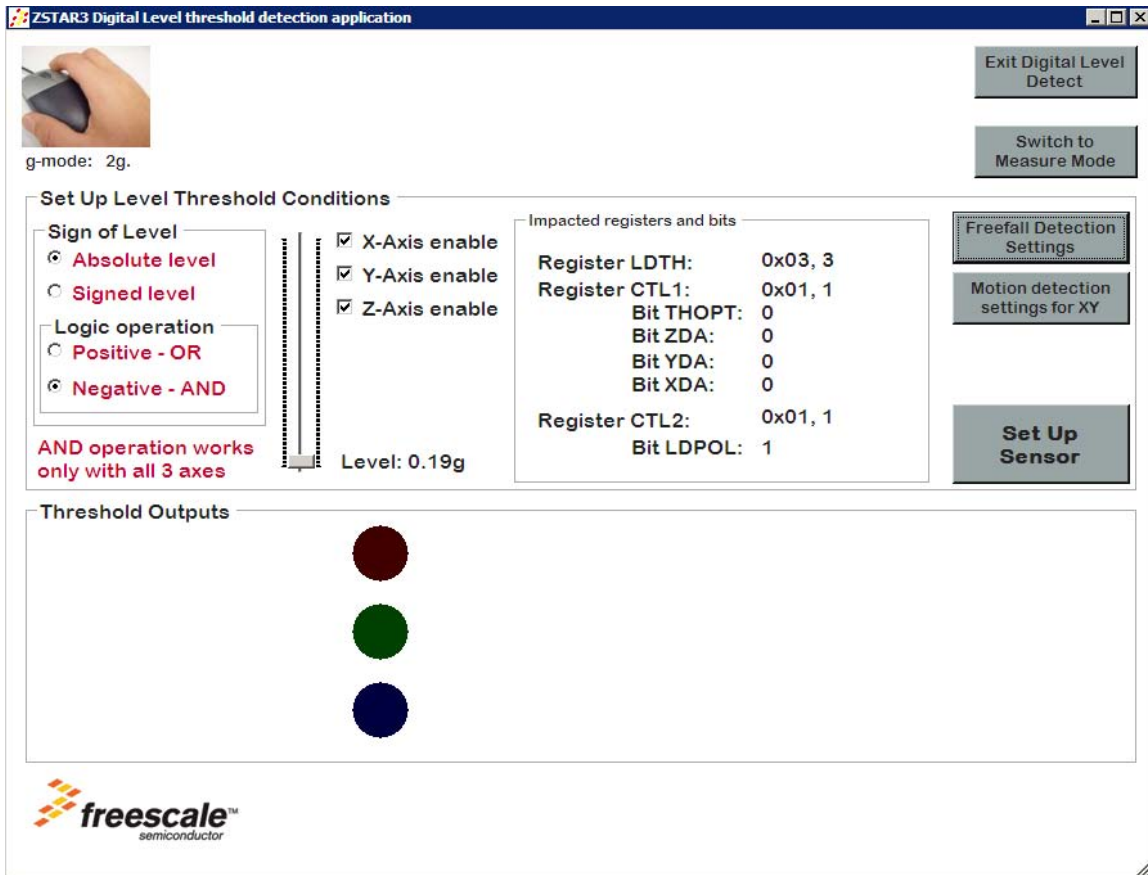 ZSTAR3 Digital Level threshold detection application
Exit Digital Level
Detect
Switch to
Measure Mode
g-mode: 2g.
Set Up Level Threshold Conditions
Sign of Level
Absolute level
Signed level
Logic operation
Positive - OR
Negative - AND
AND operation works
only with all 3 axes
X-Axis enable
Y-Axis enable
Z-Axis enable
Level: 0.19g
Impacted registers and bits
Register LDTH: 0x03, 3
Register CTL1: 0x01, 1
Bit THOPT: 0
Bit ZDA: 0
Bit YDA: 0
Bit XDA: 0
Register CTL2: 0x01, 1
Bit LDPOL: 1
Freefall Detection
Settings
Motion detection
settings for XY
Set Up
Sensor
Threshold Outputs
freescale™
semiconductor